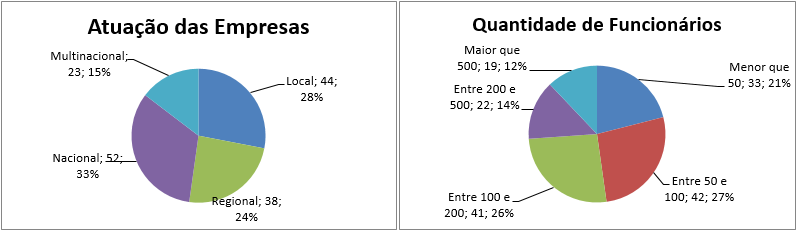 Atuação das Empresas
Multinacional;
23; 15%
Local; 44;
28%
Nacional; 52;
33%
Regional; 38;
24%
Quantidade de Funcionários
Maior que
500; 19; 12%
Menor que
50; 33; 21%
Entre 200 e
500; 22; 14%
Entre 100 e
200; 41; 26%
Entre 50 e
100; 42; 27%